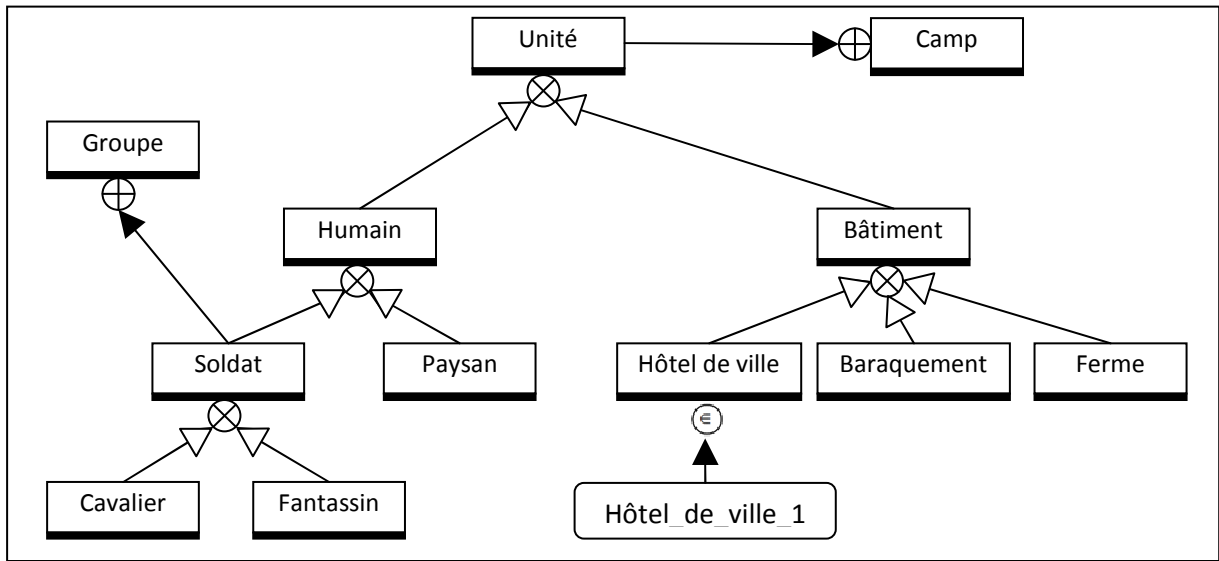 Unité
Camp
Groupe
Humain
Bâtiment
Soldat
Paysan
Hôtel de ville
Baraquement
Ferme
∈
Cavalier
Fantassin
Hôtel_de_ville_1